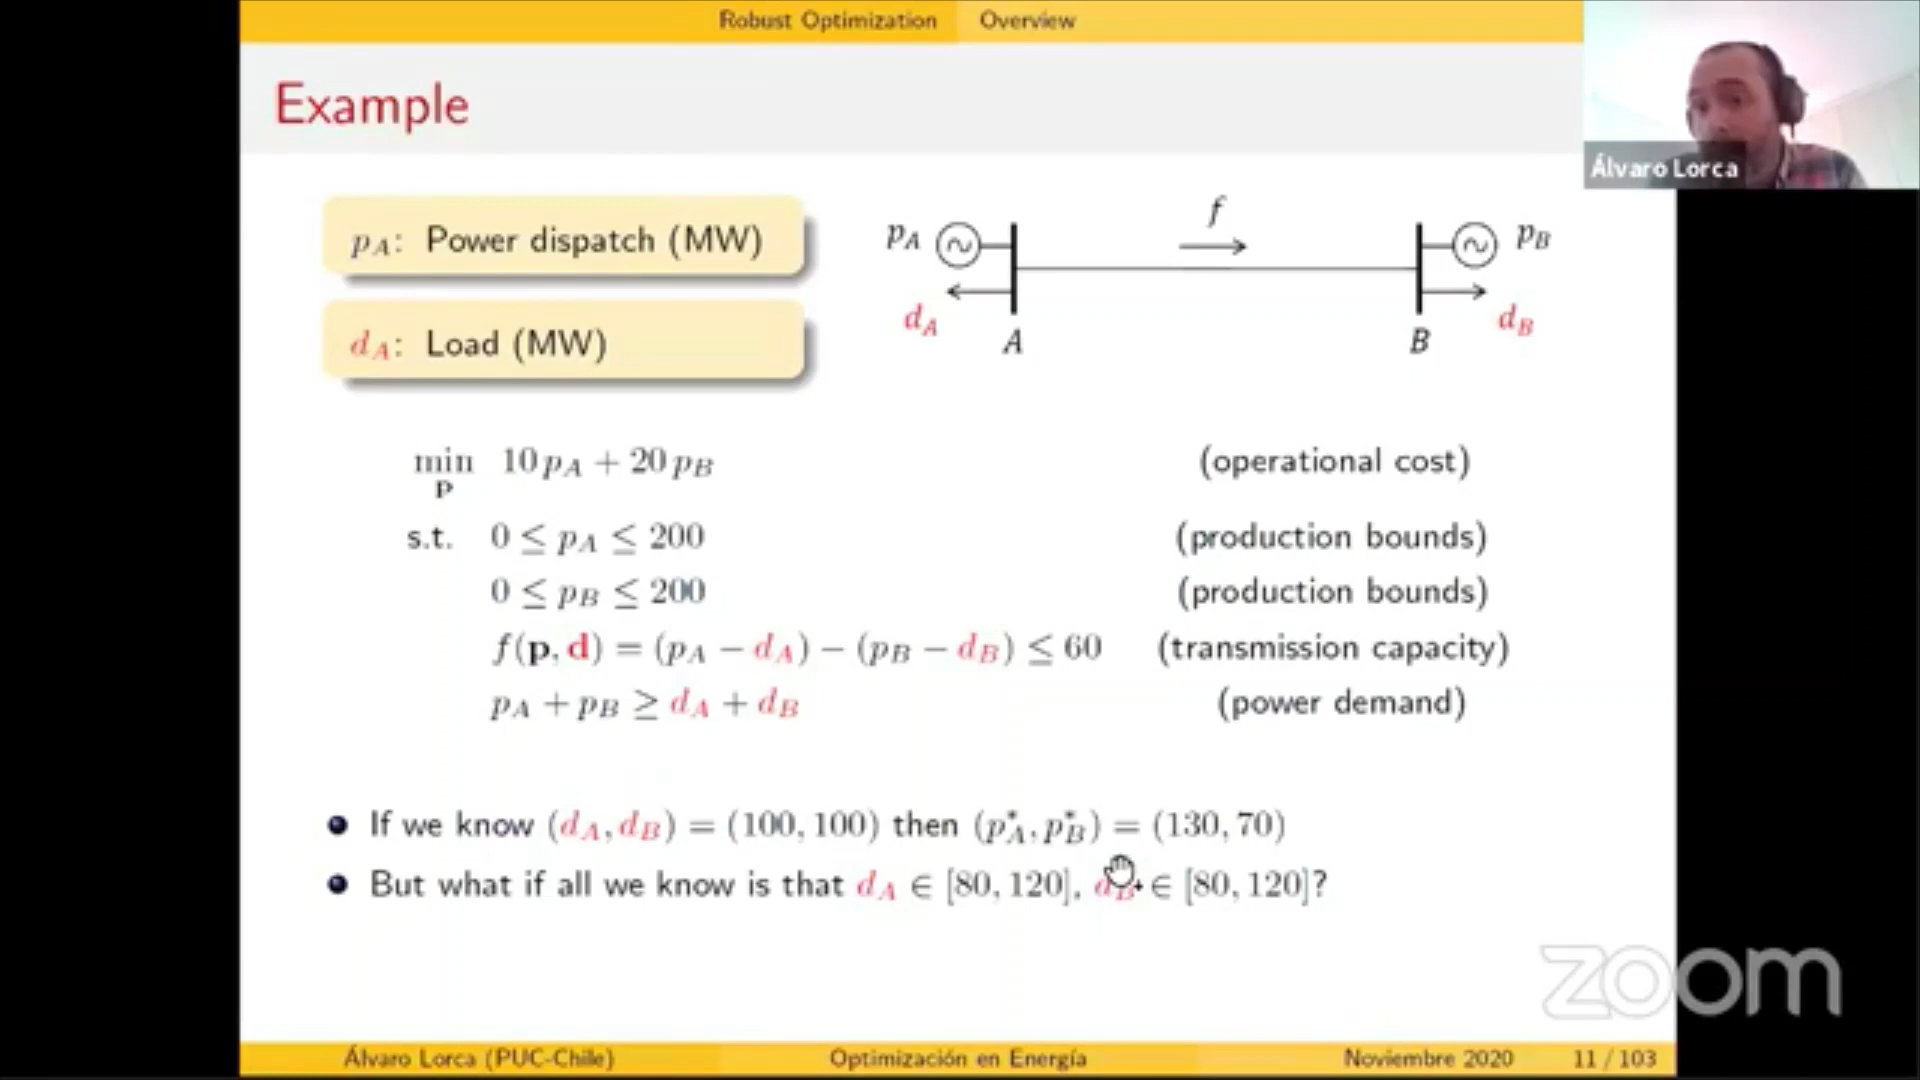 Robust Optimization Overview
Example
Álvaro Lorca
p_A: Power dispatch (MW)
d_A: Load (MW)
p_A f p_B
d_A d_B
A B
min_p 10 p_A + 20 p_B (operational cost)
s.t. 0 ≤ p_A ≤ 200 (production bounds)
0 ≤ p_B ≤ 200 (production bounds)
f(p, d) = (p_A − d_A) − (p_B − d_B) ≤ 60 (transmission capacity)
p_A + p_B ≥ d_A + d_B (power demand)
If we know (d_A, d_B) = (100, 100) then (p*_A, p*_B) = (130, 70)
But what if all we know is that d_A ∈ [80, 120], d_B ∈ [80, 120]?
zoom
Álvaro Lorca (PUC-Chile) Optimización en Energía Noviembre 2020 11 / 103